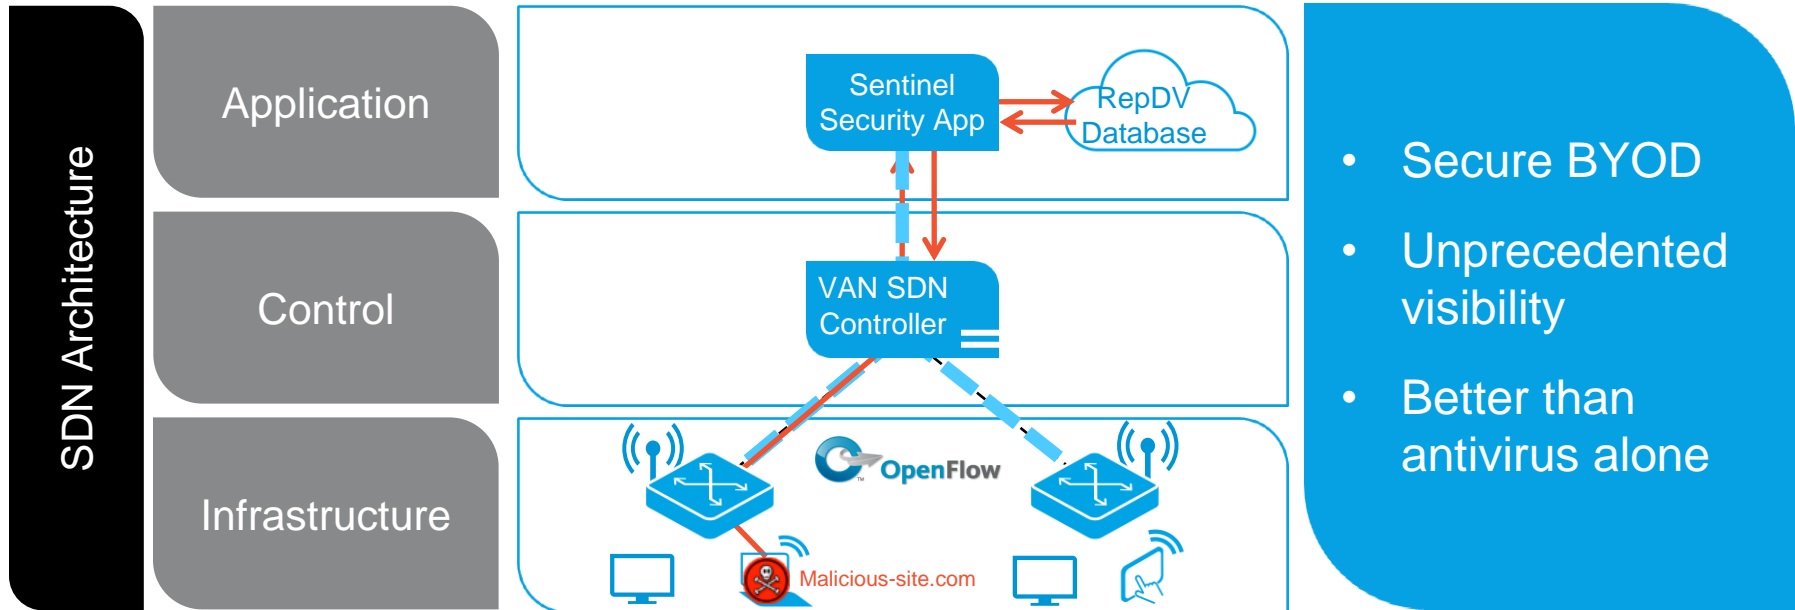 SDN Architecture
Application
Control
Infrastructure
Sentinel
Security App
RepDV
Database
VAN SDN
Controller
OpenFlow
TM
Malicious-site.com
• Secure BYOD
• Unprecedented
visibility
• Better than
antivirus alone